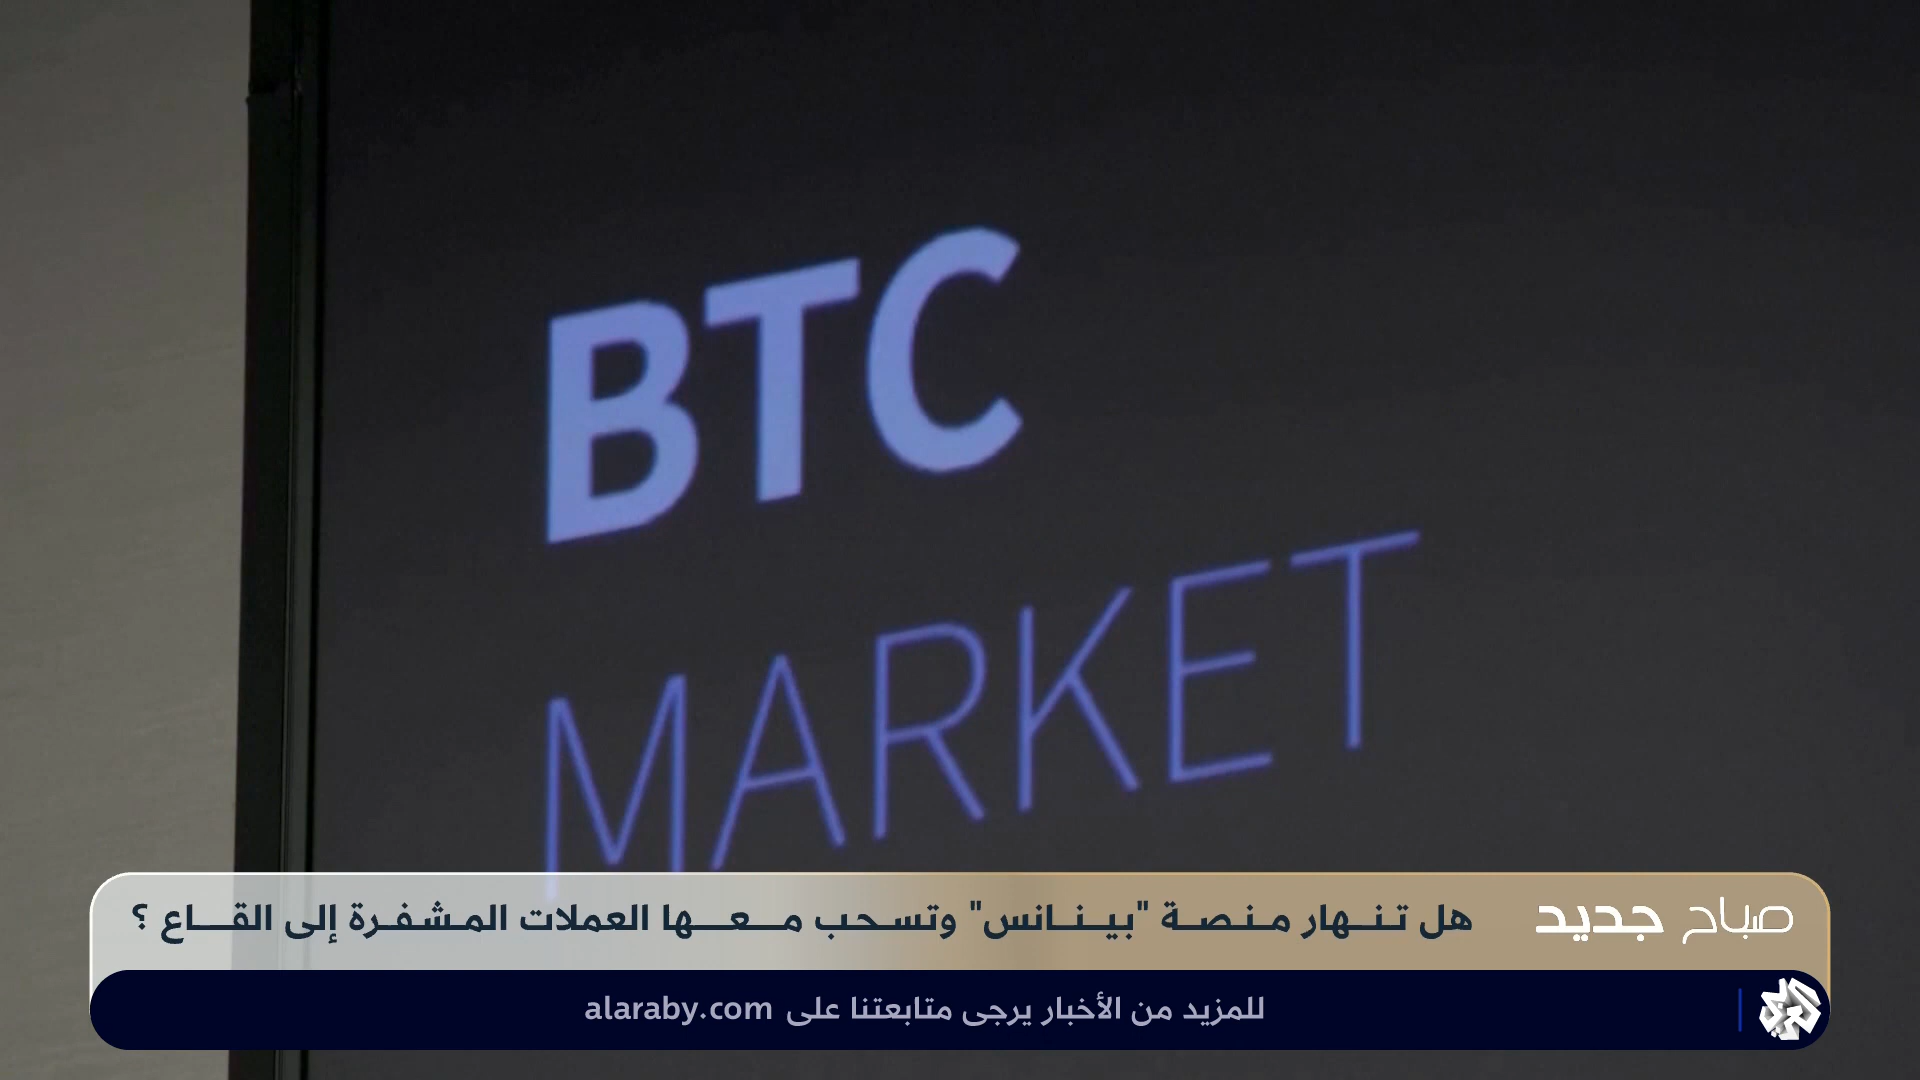 BTC
MARKET
صباح جديد
هل تنهار منصة "بينانس" وتسحب معها العملات المشفرة إلى القاع ؟
للمزيد من الأخبار يرجى متابعتنا على alaraby.com